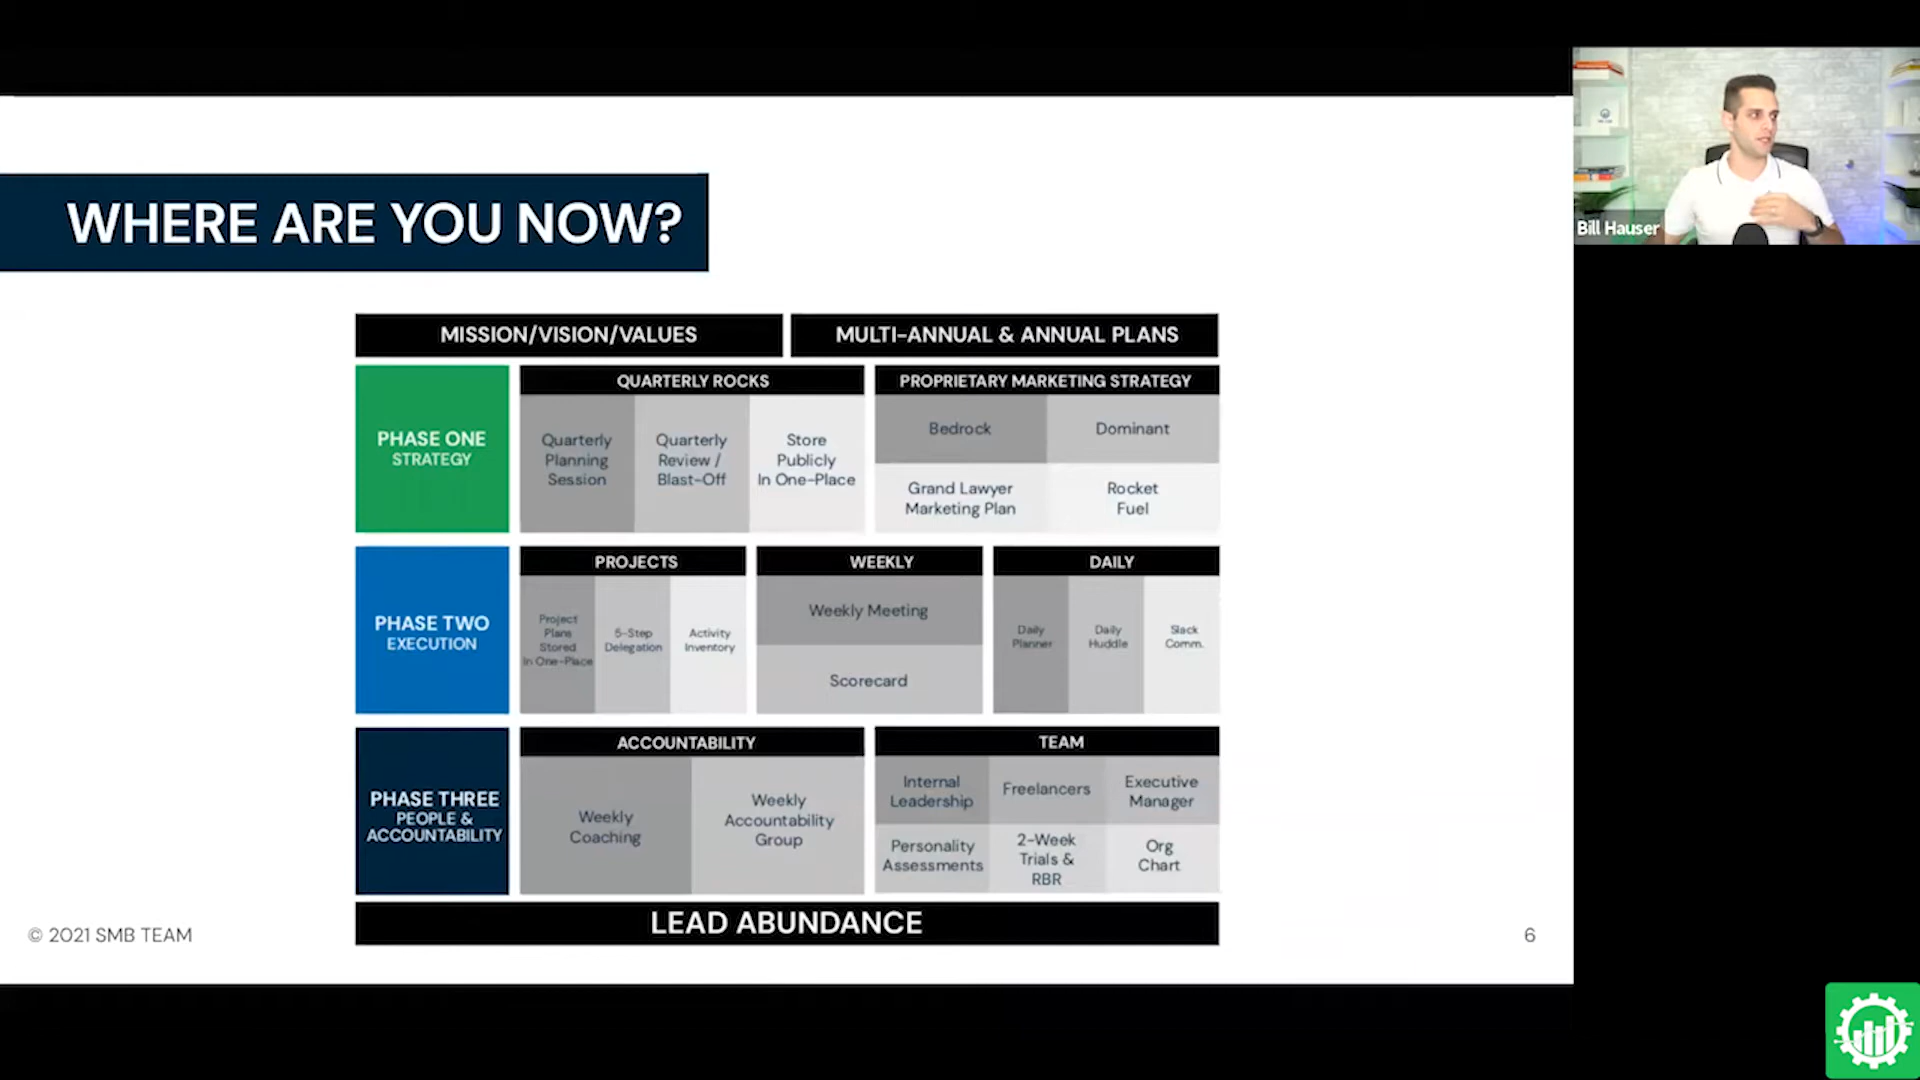 WHERE ARE YOU NOW?
Bill Hauser
MISSION/VISION/VALUES
MULTI-ANNUAL & ANNUAL PLANS
PHASE ONE
STRATEGY
QUARTERLY ROCKS
Quarterly
Planning
Session
Quarterly
Review /
Blast-Off
Store
Publicly
In One-Place
PROPRIETARY MARKETING STRATEGY
Bedrock
Dominant
Grand Lawyer
Marketing Plan
Rocket
Fuel
PHASE TWO
EXECUTION
PROJECTS
Project
Plans
Stored
In One-Place
5-Step
Delegation
Activity
Inventory
WEEKLY
Weekly Meeting
Scorecard
DAILY
Daily
Planner
Daily
Huddle
Slack
Comm.
PHASE THREE
PEOPLE &
ACCOUNTABILITY
ACCOUNTABILITY
Weekly
Coaching
Weekly
Accountability
Group
TEAM
Internal
Leadership
Freelancers
Executive
Manager
Personality
Assessments
2-Week
Trials &
RBR
Org
Chart
LEAD ABUNDANCE
© 2021 SMB TEAM
6